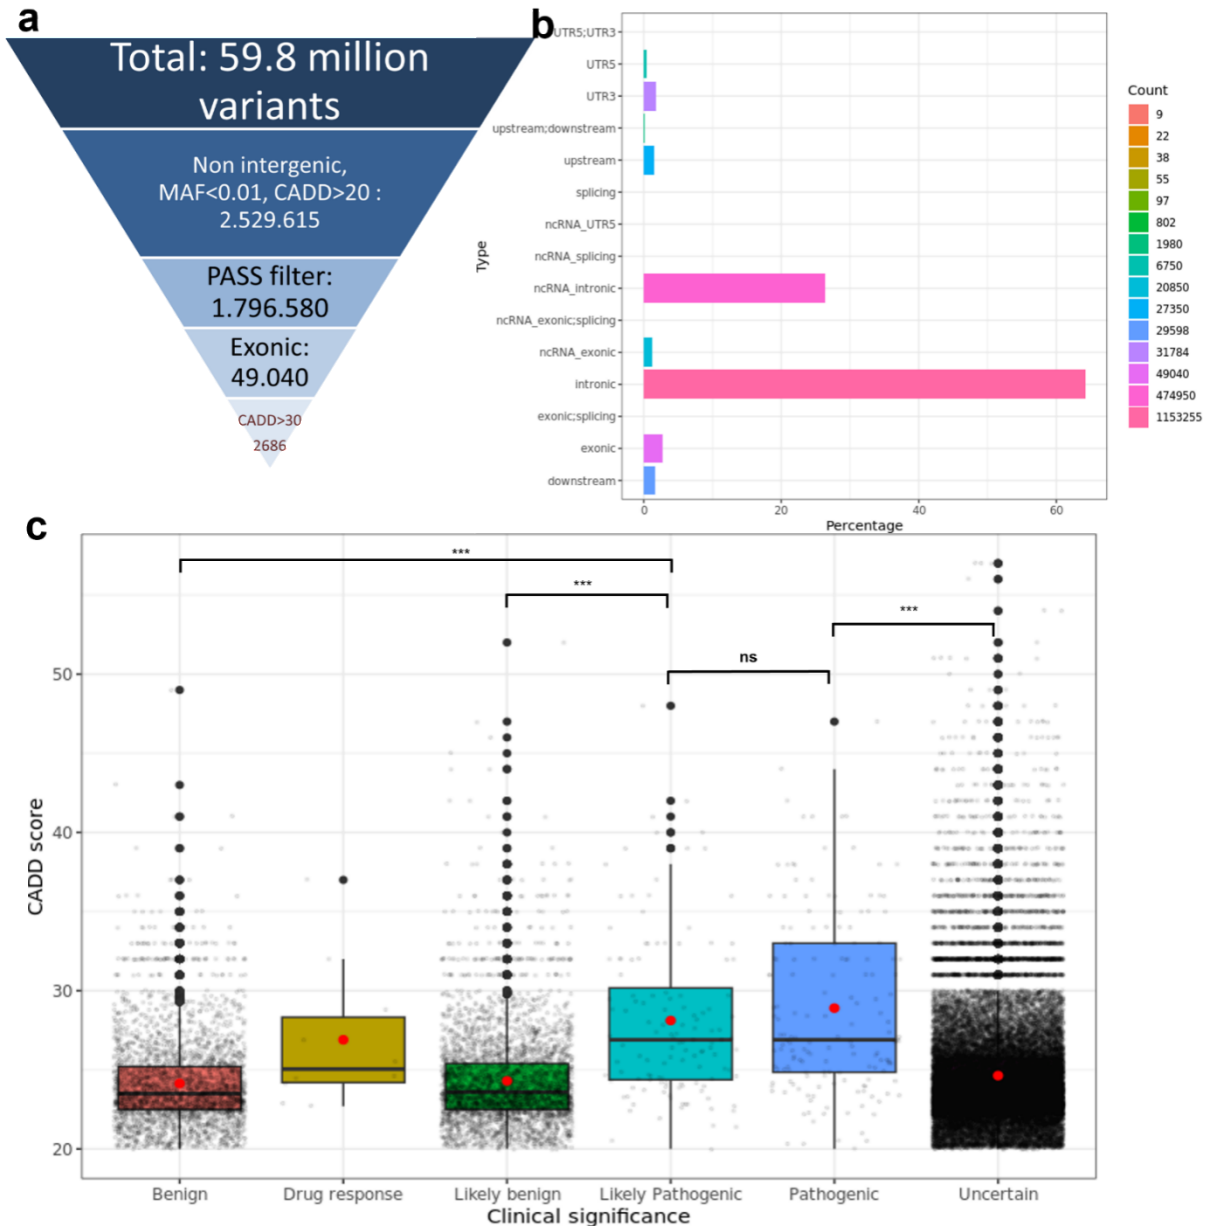 a
Total: 59.8 million
variants
Non intergenic,
MAF<0.01, CADD>20 :
2.529.615
PASS filter:
1.796.580
Exonic:
49.040
CADD>30
2686
b
UTR5;UTR3
UTR5
UTR3
upstream;downstream
upstream
splicing
ncRNA_UTR5
ncRNA_splicing
ncRNA_intronic
ncRNA_exonic;splicing
ncRNA_exonic
intronic
exonic;splicing
exonic
downstream
Type
0
20
40
60
Percentage
Count
9
22
38
55
97
802
1980
6750
20850
27350
29598
31784
49040
474950
1153255
c
***
***
***
ns
50
40
30
20
CADD score
Benign
Drug response
Likely benign
Likely Pathogenic
Pathogenic
Uncertain
Clinical significance